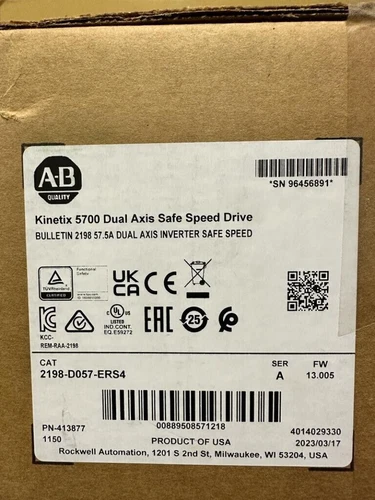 A-B
QUALITY
*SN 96456891*
Kinetix 5700 Dual Axis Safe Speed Drive
BULLETIN 2198 57.5A DUAL AXIS INVERTER SAFE SPEED
TÜVRheinland
CERTIFIED
Functional
Safety
UK
CA
CE
KCC-
REM-RAA-2198
c UL us
LISTED
IND.CONT.
EQ.E59272
EAC
25
CAT
2198-D057-ERS4
SER
A
FW
13.005
PN-413877
1150
00889508571218
PRODUCT OF USA
4014029330
2023/03/17
Rockwell Automation, 1201 S 2nd St, Milwaukee, WI 53204, USA